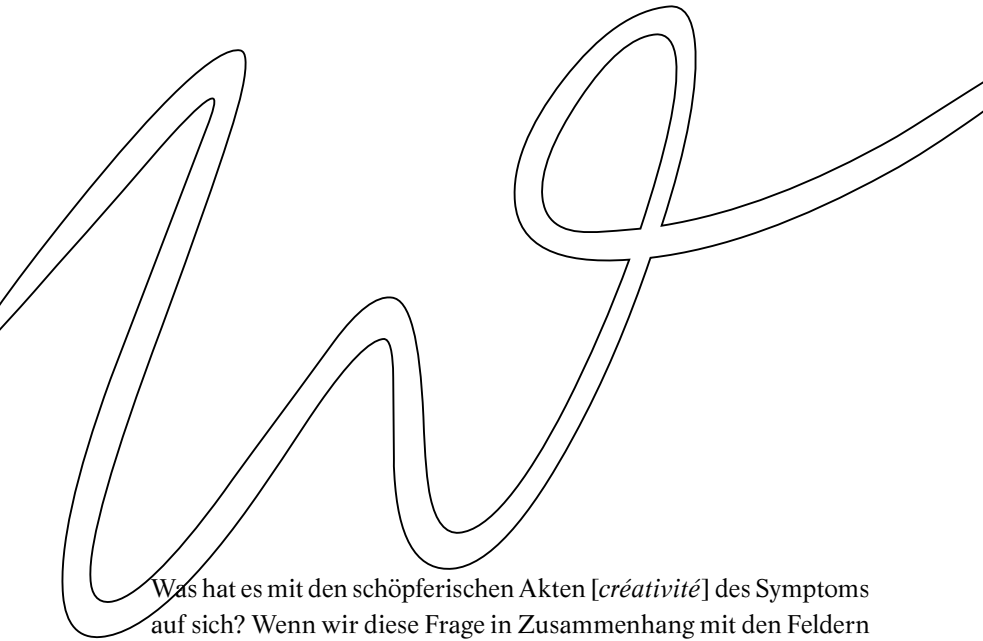 W
Was hat es mit den schöpferischen Akten [créativité] des Symptoms
auf sich? Wenn wir diese Frage in Zusammenhang mit den Feldern